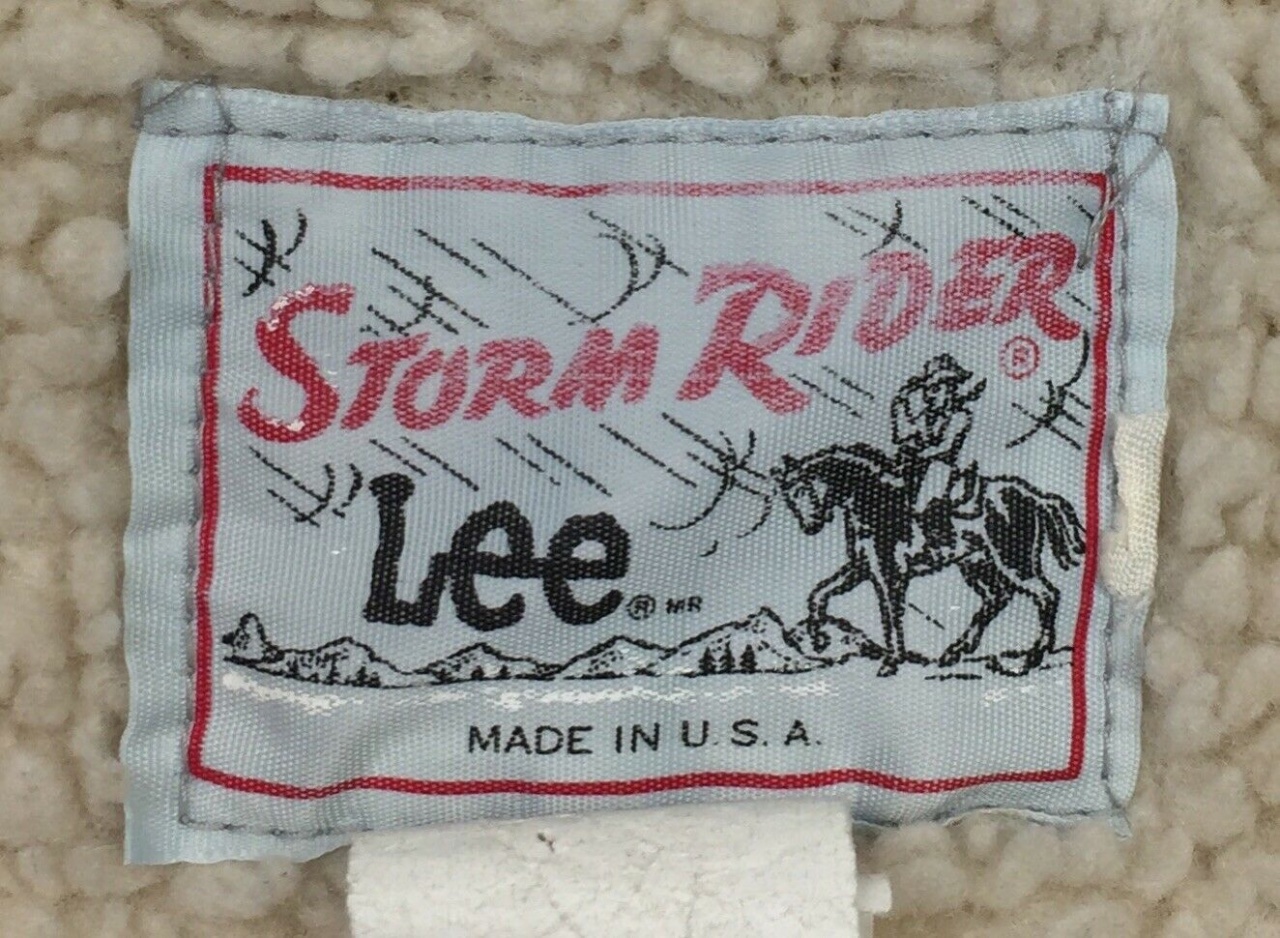 STORM RIDER ®
Lee ® MR
MADE IN U.S.A.